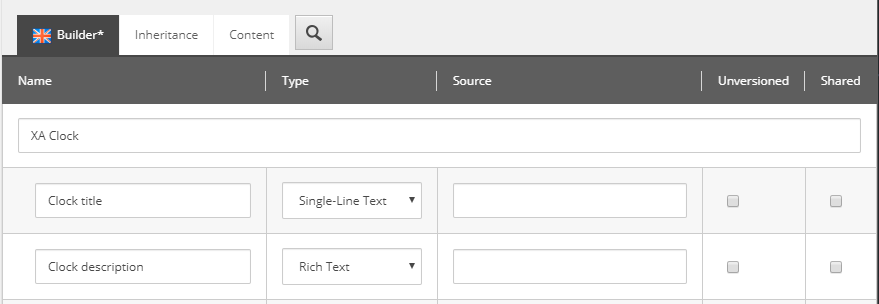 Builder* Inheritance Content
Name Type Source Unversioned Shared
XA Clock
Clock title Single-Line Text
Clock description Rich Text